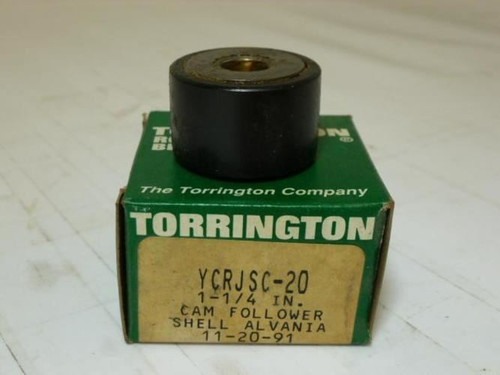 TORRINGTON
®
The Torrington Company
TORRINGTON
YCRJSC-20
1-1/4 IN.
CAM FOLLOWER
SHELL ALVANIA
11-20-91